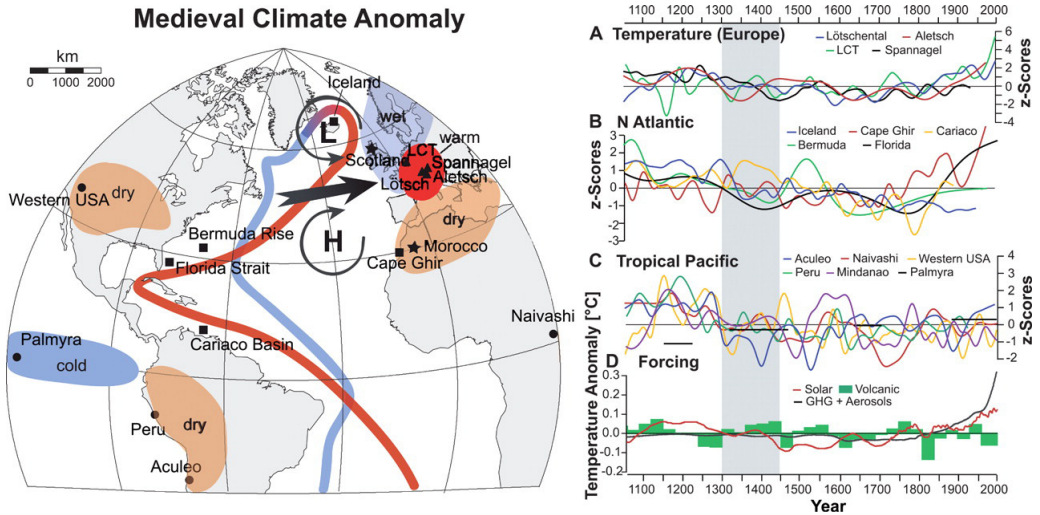 Medieval Climate Anomaly
km
0 1000 2000
Iceland
L
wet
warm
Scotland
LCT
Spannagel
Aletsch
Lötsch
dry
Western USA
dry
H
Bermuda Rise
Morocco
Cape Ghir
Florida Strait
Naivashi
Palmyra
cold
Cariaco Basin
Peru
dry
Aculeo
1100 1200 1300 1400 1500 1600 1700 1800 1900 2000
A Temperature (Europe)
Lötschental Aletsch
LCT Spannagel
6
4
2
0
-2
-4
z-Scores
B N Atlantic
Iceland Cape Ghir Cariaco
Bermuda Florida
3
2
1
0
-1
-2
-3
z-Scores
C Tropical Pacific
Aculeo Naivashi Western USA
Peru Mindanao Palmyra
4
3
2
1
0
-1
-2
z-Scores
D Forcing
Solar Volcanic
GHG + Aerosols
Temperature Anomaly [°C]
0.3
0.2
0.1
0.0
-0.1
-0.2
1100 1200 1300 1400 1500 1600 1700 1800 1900 2000
Year